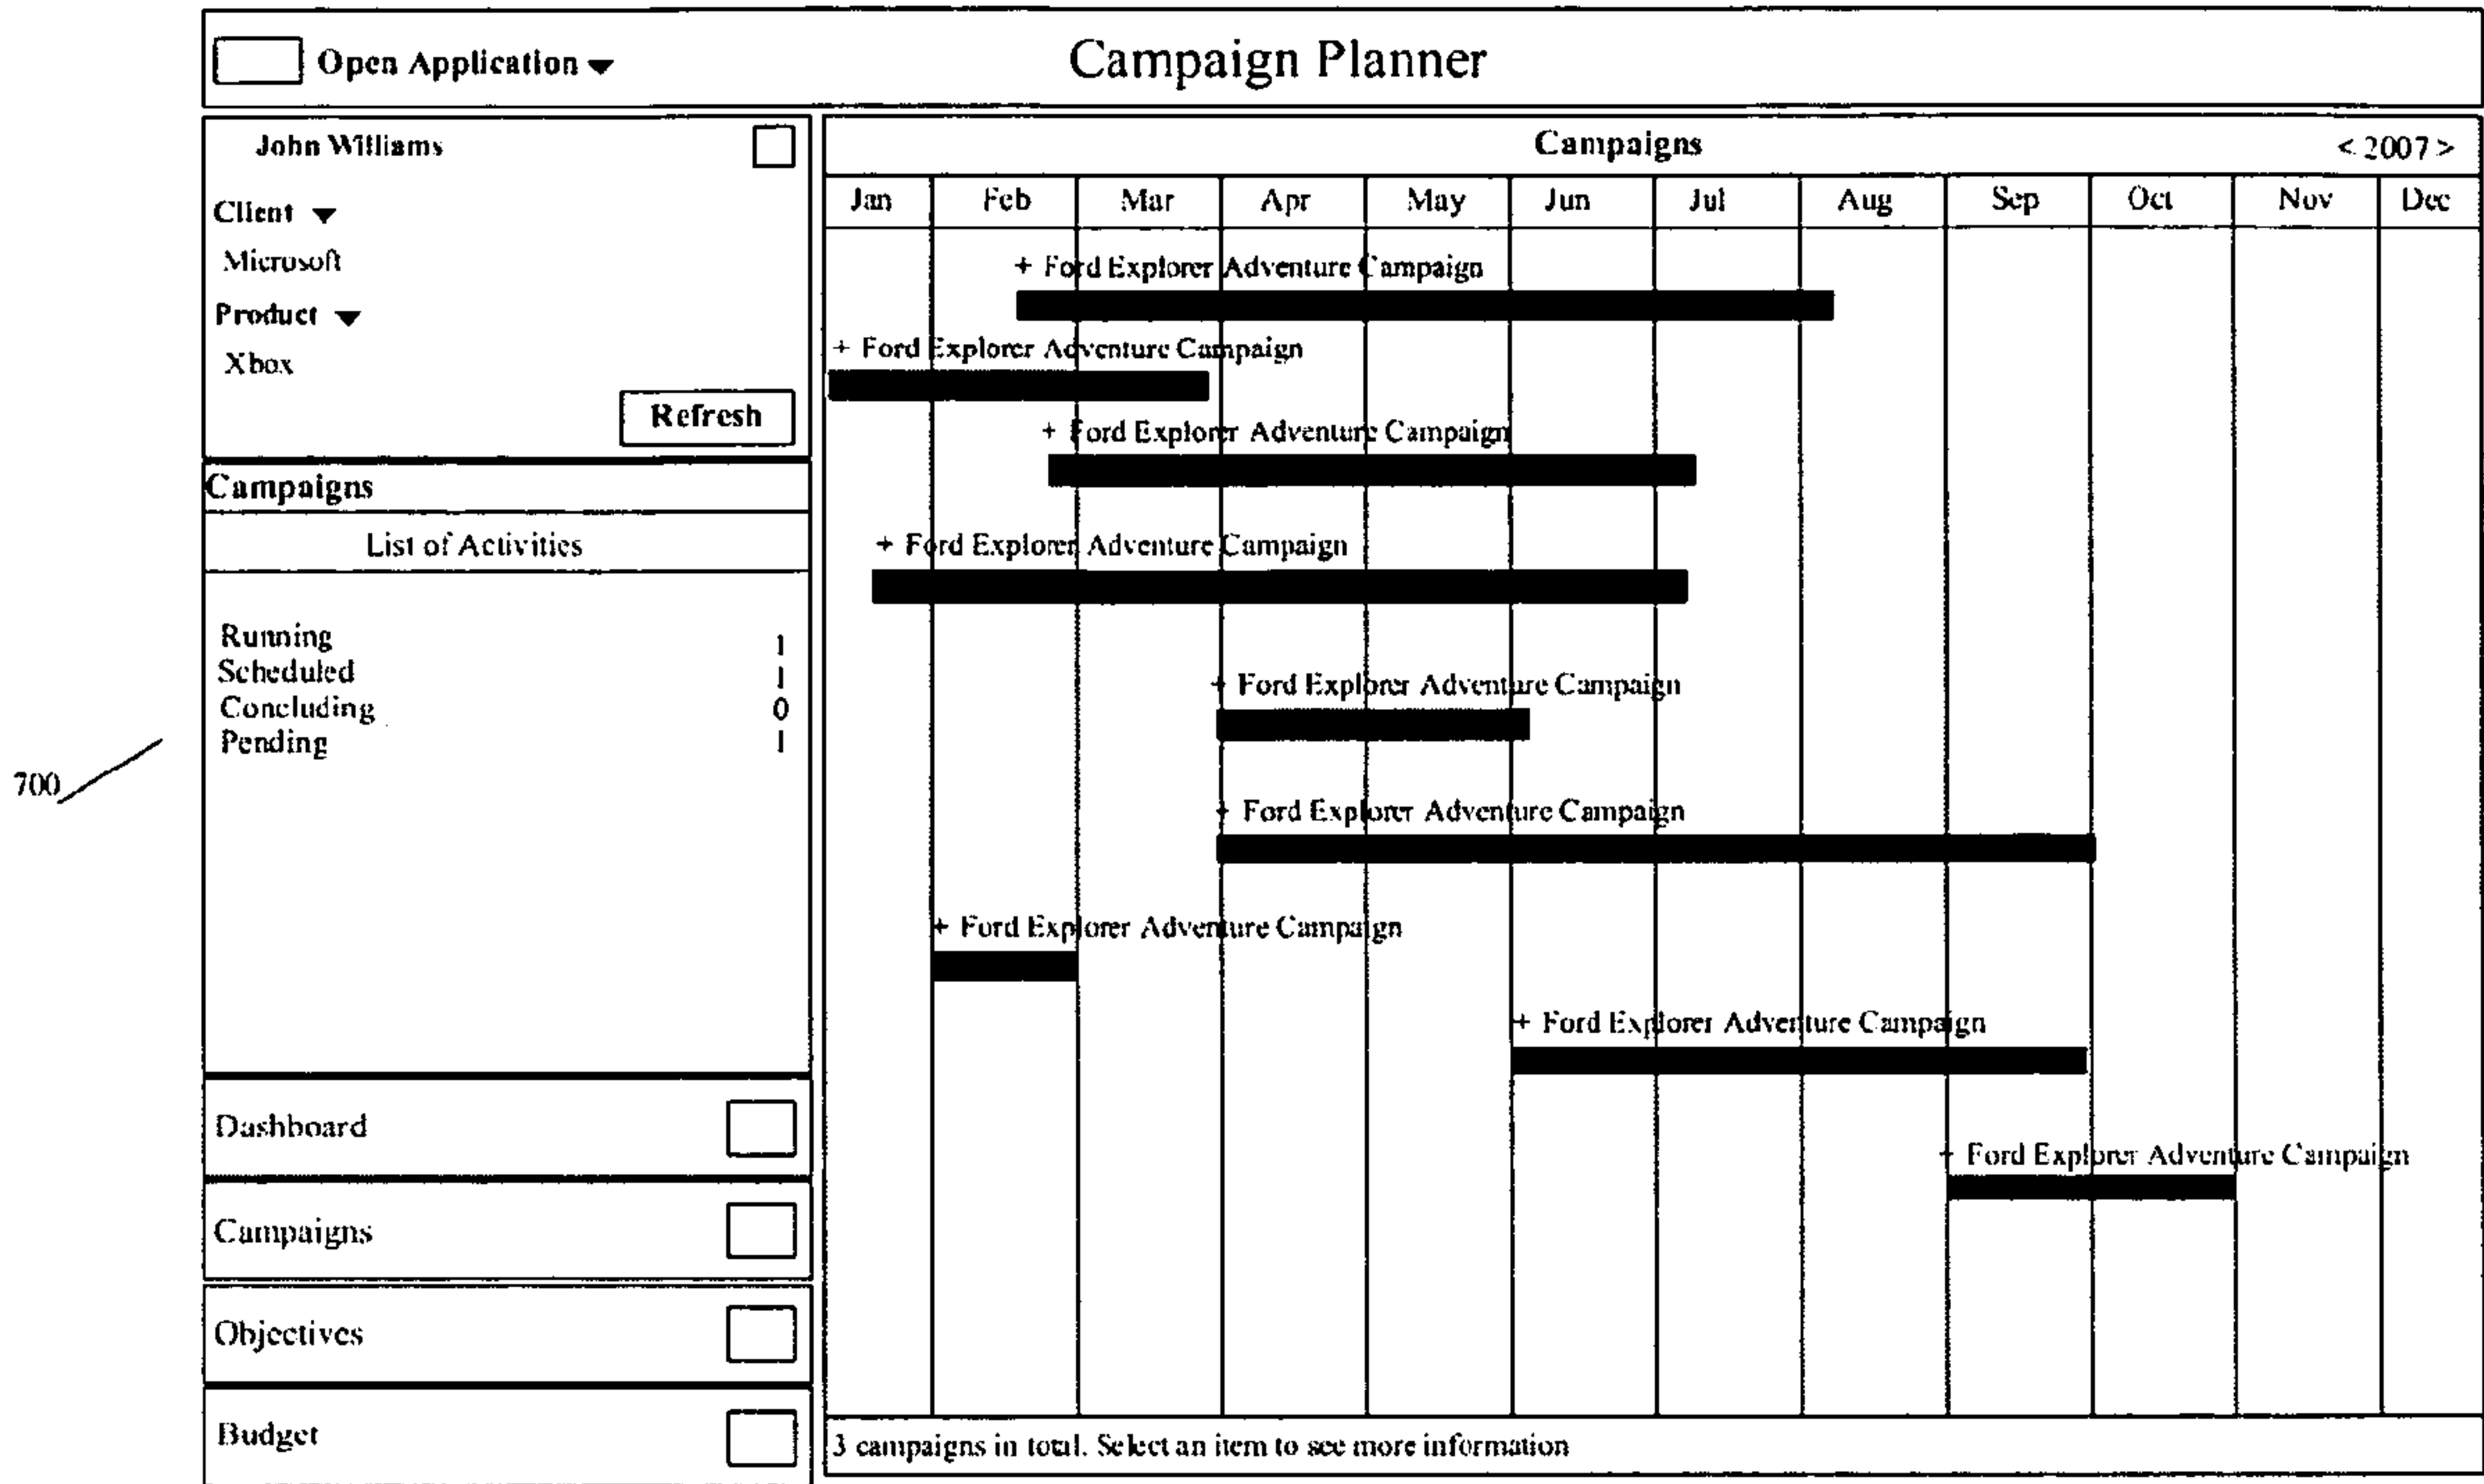 Open Application
Campaign Planner
John Williams
Client
Microsoft
Product
Xbox
Refresh
Campaigns
List of Activities
Running 1
Scheduled 1
Concluding 0
Pending 1
700
Dashboard
Campaigns
Objectives
Budget
Campaigns
< 2007 >
Jan Feb Mar Apr May Jun Jul Aug Sep Oct Nov Dec
+ Ford Explorer Adventure Campaign
+ Ford Explorer Adventure Campaign
+ Ford Explorer Adventure Campaign
+ Ford Explorer Adventure Campaign
+ Ford Explorer Adventure Campaign
+ Ford Explorer Adventure Campaign
+ Ford Explorer Adventure Campaign
+ Ford Explorer Adventure Campaign
+ Ford Explorer Adventure Campaign
3 campaigns in total. Select an item to see more information